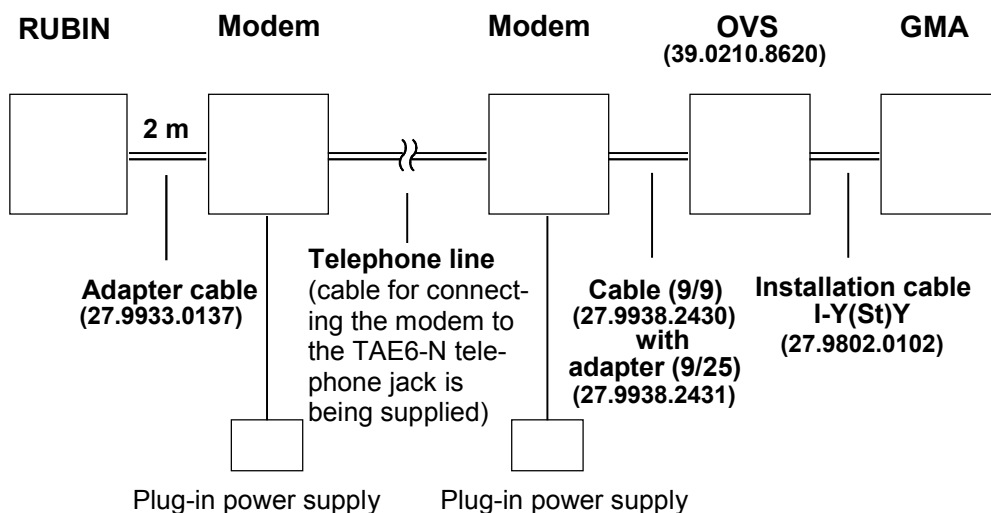 RUBIN
Modem
Modem
OVS
(39.0210.8620)
GMA
2 m
Adapter cable
(27.9933.0137)
Telephone line
(cable for connect-
ing the modem to
the TAE6-N tele-
phone jack is
being supplied)
Cable (9/9)
(27.9938.2430)
with
adapter (9/25)
(27.9938.2431)
Installation cable
I-Y(St)Y
(27.9802.0102)
Plug-in power supply
Plug-in power supply